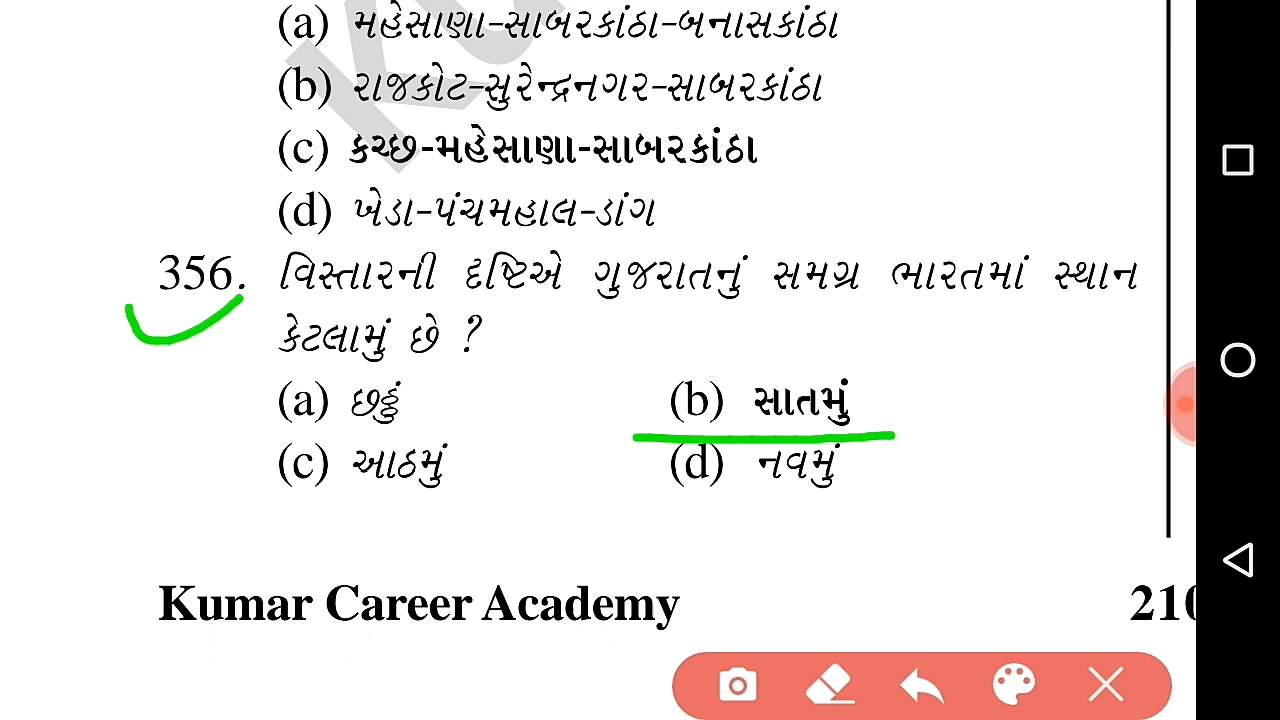 (a) મહેસાણા-સાબરકાંઠા-બનાસકાંઠા
(b) રાજકોટ-સુરેન્દ્રનગર-સાબરકાંઠા
(c) કચ્છ-મહેસાણા-સાબરકાંઠા
(d) ખેડા-પંચમહાલ-ડાંગ
356. વિસ્તારની દૃષ્ટિએ ગુજરાતનું સમગ્ર ભારતમાં સ્થાન
કેટલામું છે ?
(a) છઠ્ઠું (b) સાતમું
(c) આઠમું (d) નવમું
Kumar Career Academy 210